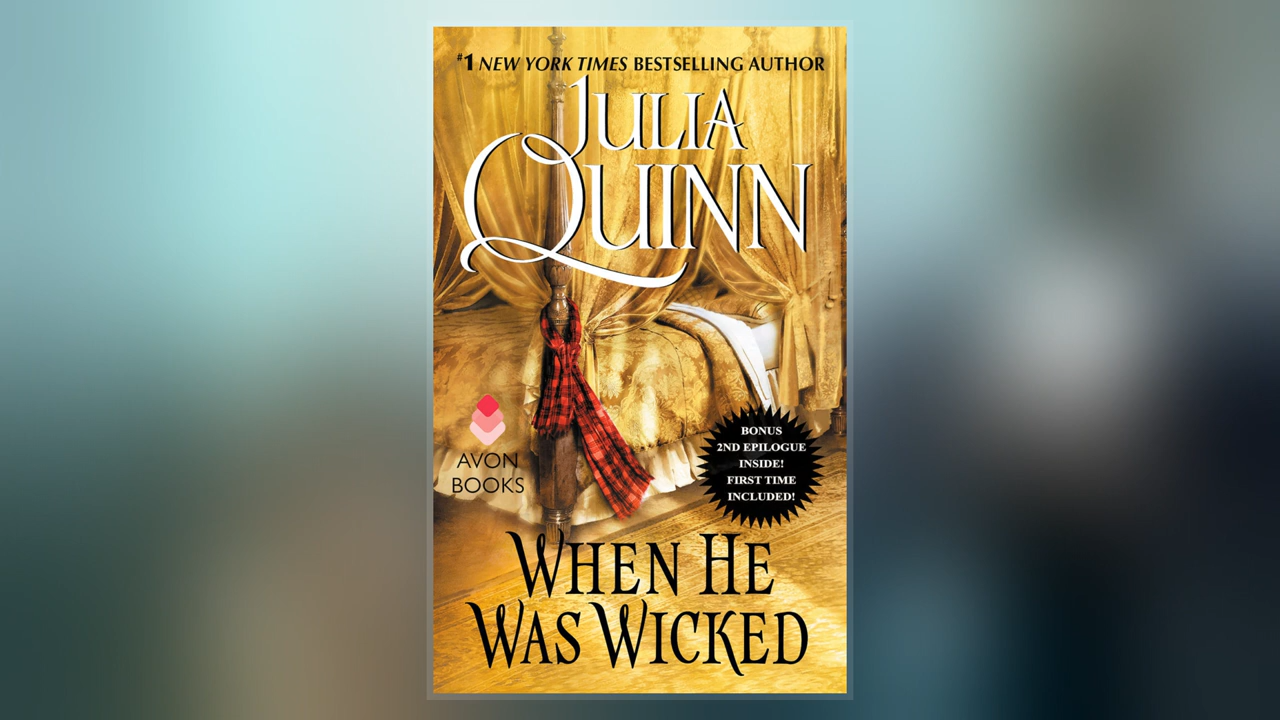 #1 NEW YORK TIMES BESTSELLING AUTHOR
JULIA
QUINN
AVON
BOOKS
BONUS
2ND EPILOGUE
INSIDE!
FIRST TIME
INCLUDED!
WHEN HE
WAS WICKED